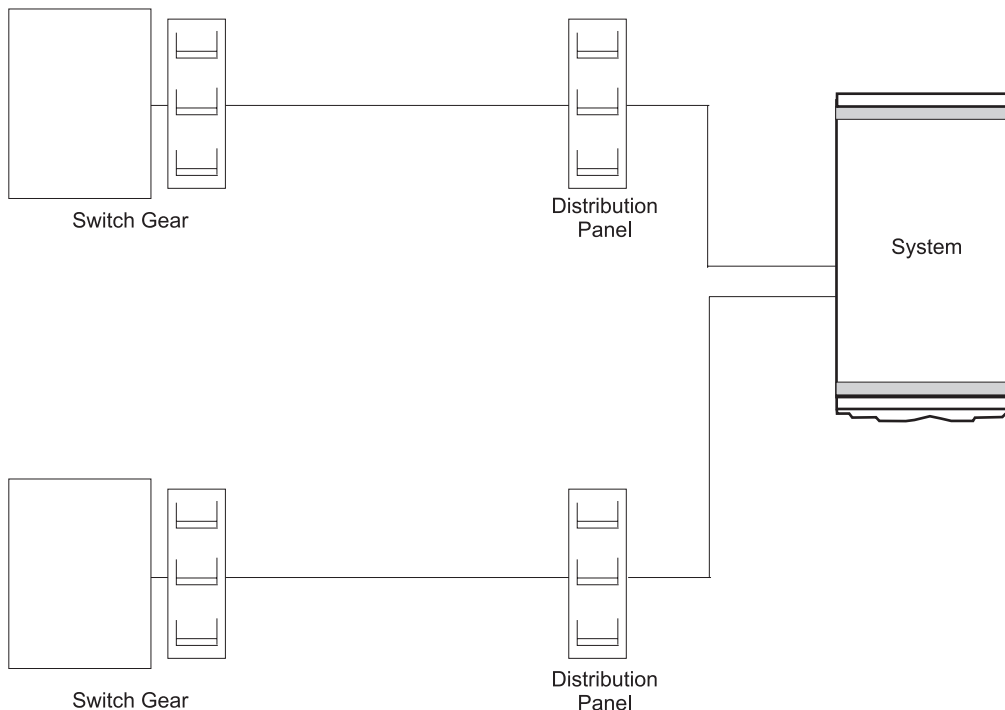 Switch Gear
Distribution
Panel
System
Switch Gear
Distribution
Panel